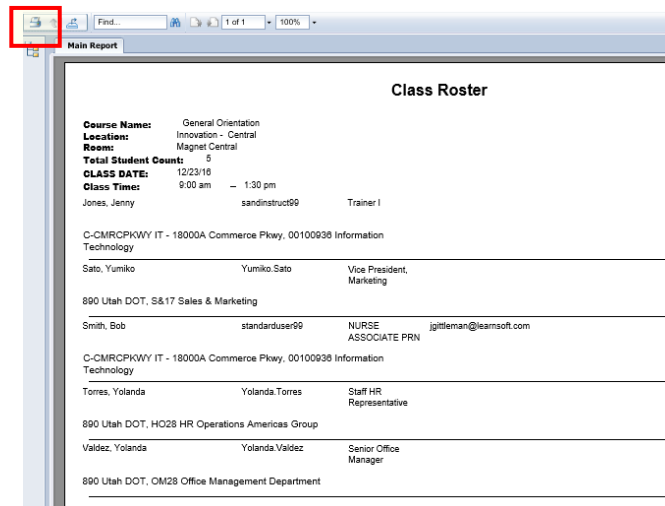 Find... 1 of 1 100%
Main Report
Class Roster
Course Name: General Orientation
Location: Innovation - Central
Room: Magnet Central
Total Student Count: 5
CLASS DATE: 12/23/16
Class Time: 9:00 am – 1:30 pm
Jones, Jenny sandinstruct99 Trainer I
C-CMRCPKWY IT - 18000A Commerce Pkwy, 00100936 Information
Technology
Sato, Yumiko Yumiko.Sato Vice President,
Marketing
890 Utah DOT, S&17 Sales & Marketing
Smith, Bob standarduser99 NURSE jgittleman@learnsoft.com
ASSOCIATE PRN
C-CMRCPKWY IT - 18000A Commerce Pkwy, 00100936 Information
Technology
Torres, Yolanda Yolanda.Torres Staff HR
Representative
890 Utah DOT, HO28 HR Operations Americas Group
Valdez, Yolanda Yolanda.Valdez Senior Office
Manager
890 Utah DOT, OM28 Office Management Department